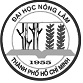 ĐẠI HỌC NÔNG LÂM
1955
THÀNH PHỐ HỒ CHÍ MINH